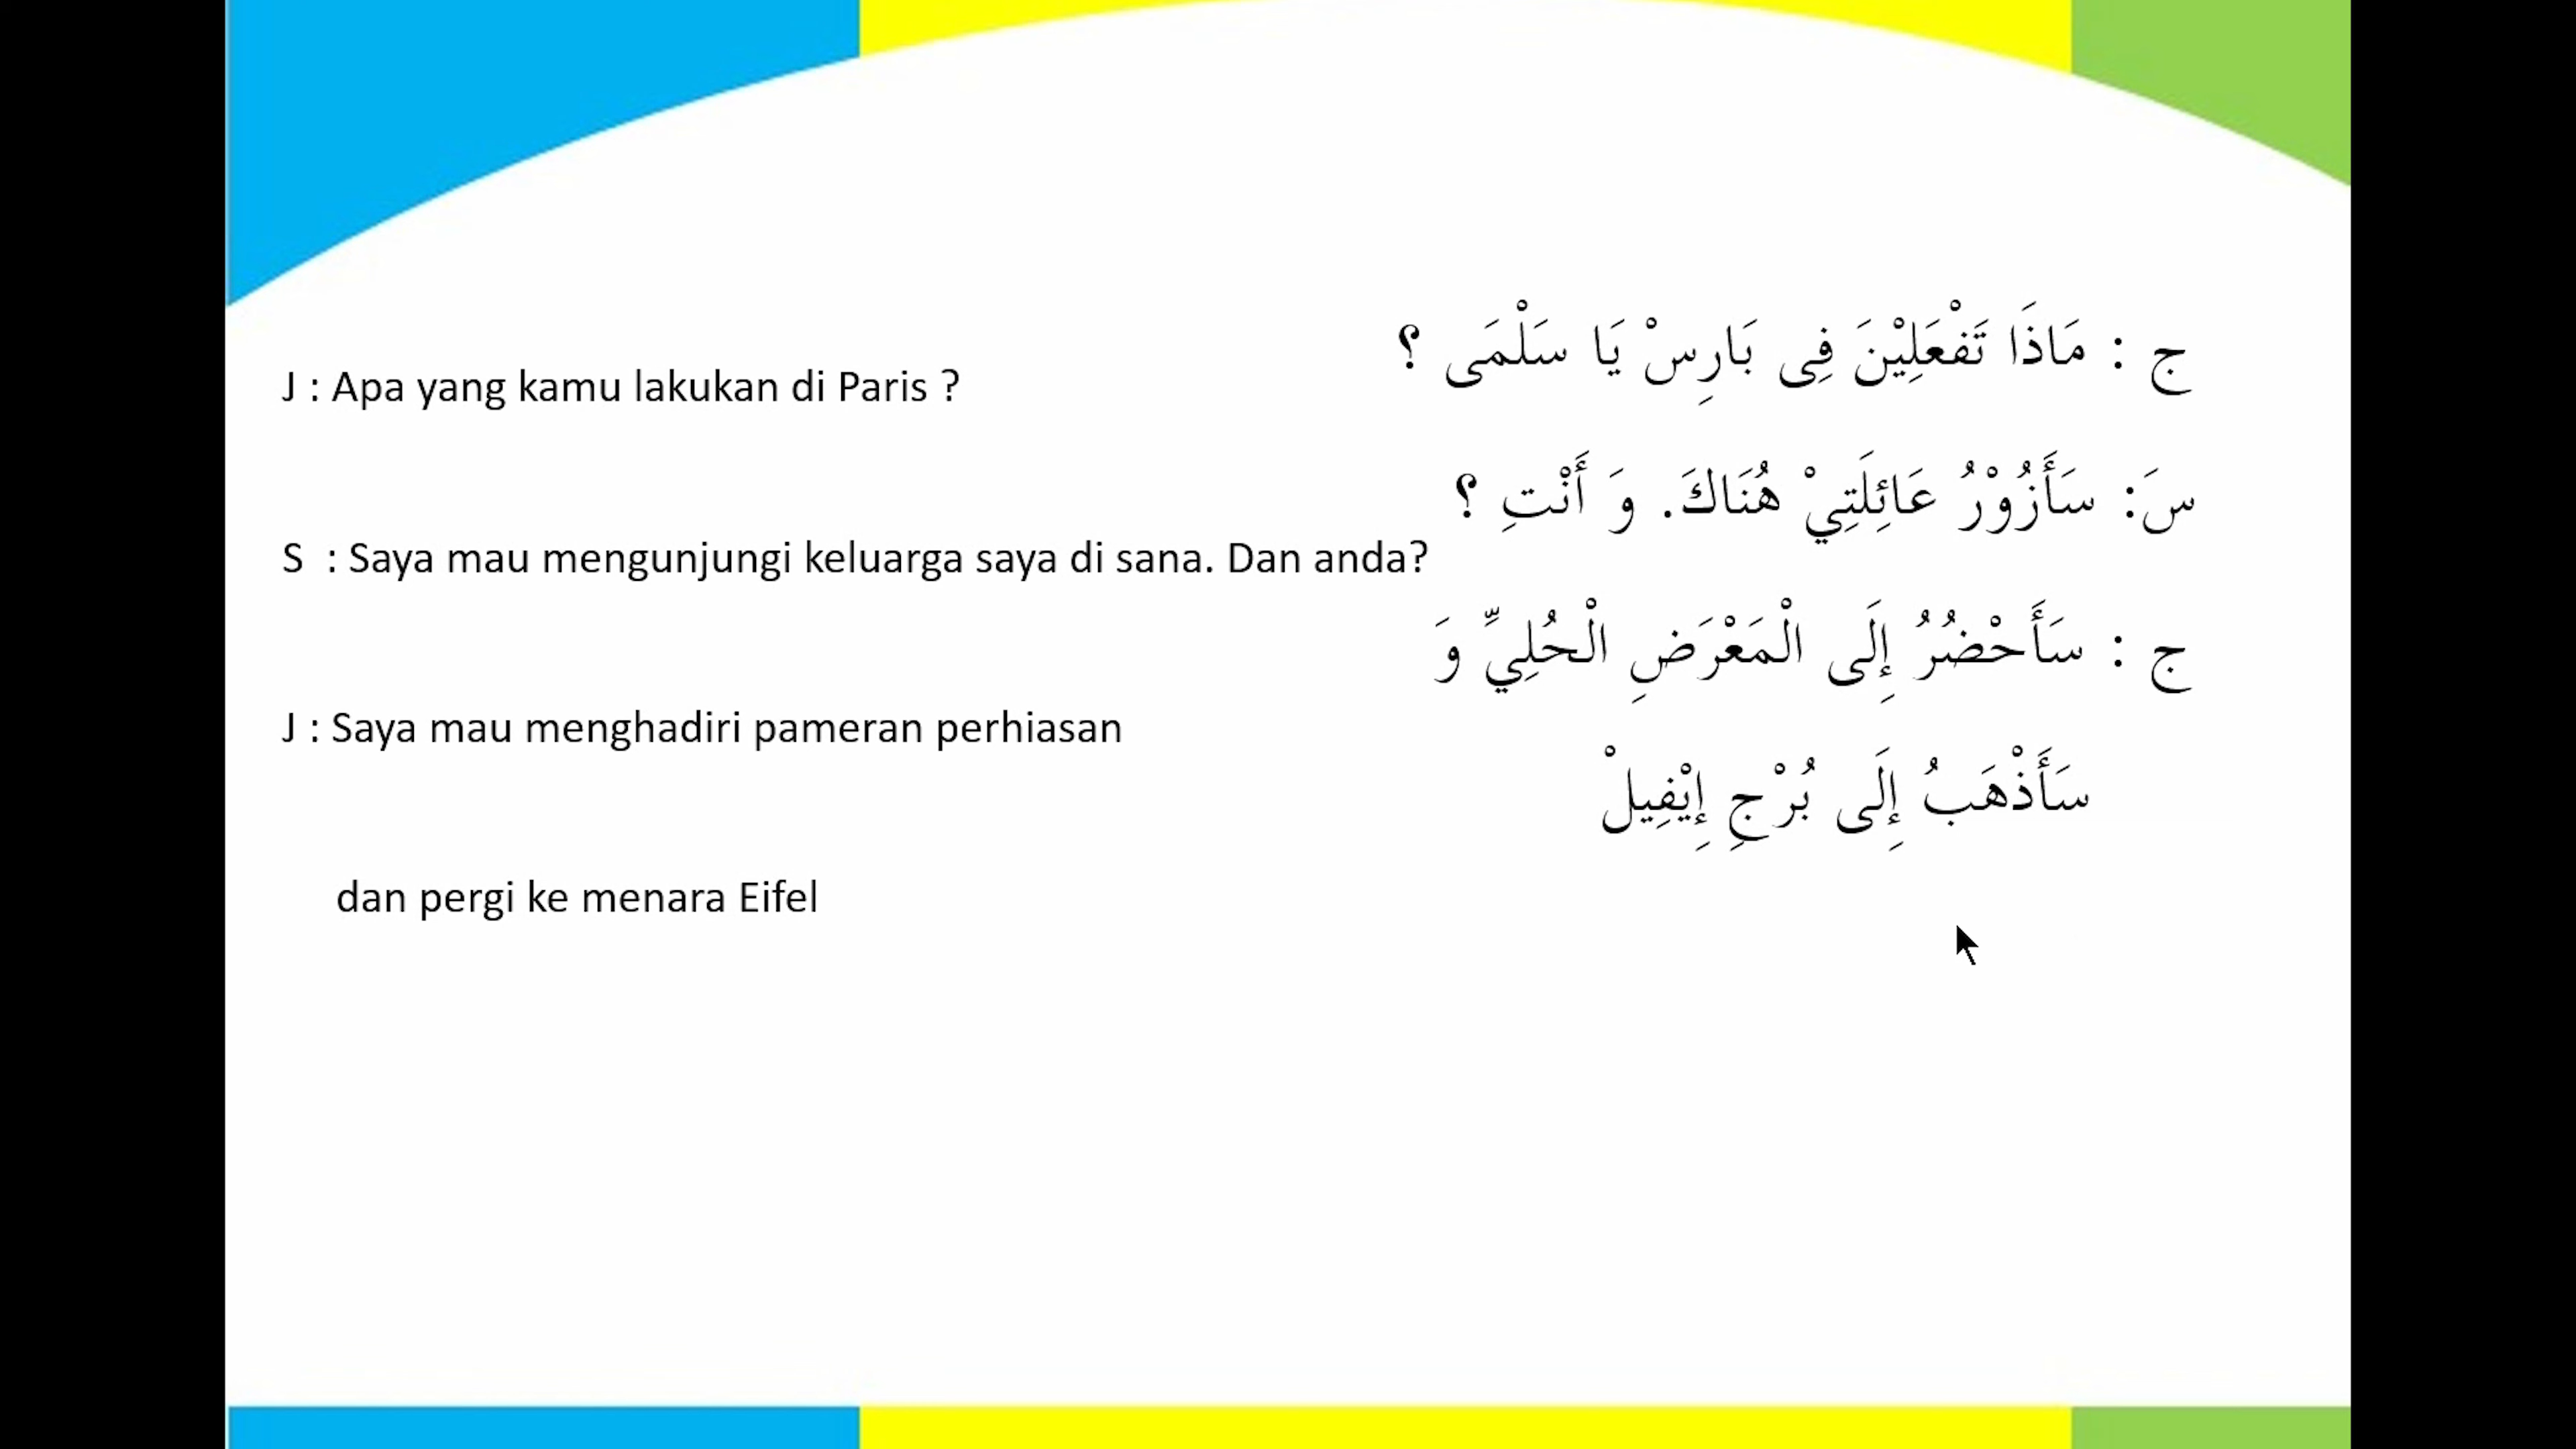 J : Apa yang kamu lakukan di Paris ?
S : Saya mau mengunjungi keluarga saya di sana. Dan anda?
J : Saya mau menghadiri pameran perhiasan
dan pergi ke menara Eifel
ج : مَاذَا تَفْعَلِيْنَ فِى بَارِسْ يَا سَلْمَى ؟
سَ: سَأَزُوْرُ عَائِلَتِيْ هُنَاكَ. وَ أَنْتِ ؟
ج : سَأَحْضُرُ إِلَى الْمَعْرَضِ الْحُلِيِّ وَ
سَأَذْهَبُ إِلَى بُرْجِ إِيْفِيلْ